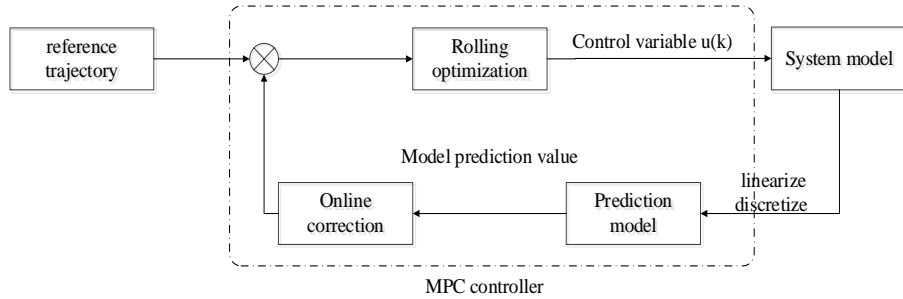 reference
trajectory
Rolling
optimization
Control variable u(k)
System model
Model prediction value
Online
correction
Prediction
model
linearize
discretize
MPC controller